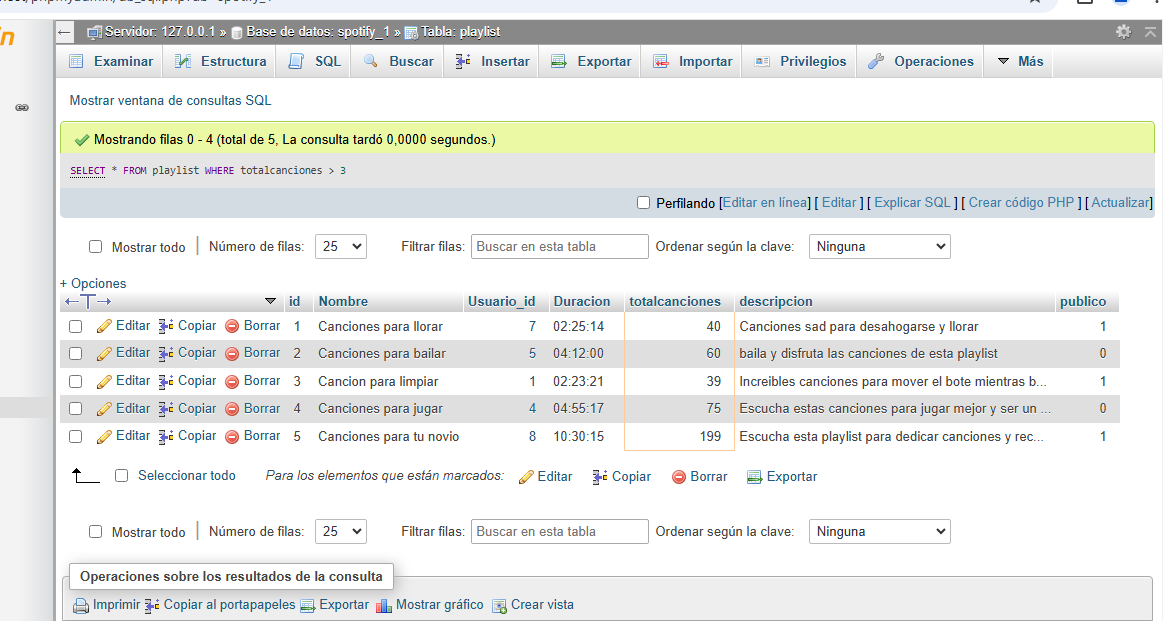 Servidor: 127.0.0.1 » Base de datos: spotify_1 » Tabla: playlist
Examinar Estructura SQL Buscar Insertar Exportar Importar Privilegios Operaciones Más
Mostrar ventana de consultas SQL
Mostrando filas 0 - 4 (total de 5, La consulta tardó 0,0000 segundos.)
SELECT * FROM playlist WHERE totalcanciones > 3
Perfilando [Editar en línea] [ Editar ] [ Explicar SQL ] [ Crear código PHP ] [ Actualizar]
Mostrar todo | Número de filas: 25 Filtrar filas: Buscar en esta tabla Ordenar según la clave: Ninguna
+ Opciones
←T→ id Nombre Usuario_id Duracion totalcanciones descripcion publico
Editar Copiar Borrar 1 Canciones para llorar 7 02:25:14 40 Canciones sad para desahogarse y llorar 1
Editar Copiar Borrar 2 Canciones para bailar 5 04:12:00 60 baila y disfruta las canciones de esta playlist 0
Editar Copiar Borrar 3 Cancion para limpiar 1 02:23:21 39 Increibles canciones para mover el bote mientras b... 1
Editar Copiar Borrar 4 Canciones para jugar 4 04:55:17 75 Escucha estas canciones para jugar mejor y ser un ... 0
Editar Copiar Borrar 5 Canciones para tu novio 8 10:30:15 199 Escucha esta playlist para dedicar canciones y rec... 1
Seleccionar todo Para los elementos que están marcados: Editar Copiar Borrar Exportar
Mostrar todo | Número de filas: 25 Filtrar filas: Buscar en esta tabla Ordenar según la clave: Ninguna
Operaciones sobre los resultados de la consulta
Imprimir Copiar al portapapeles Exportar Mostrar gráfico Crear vista